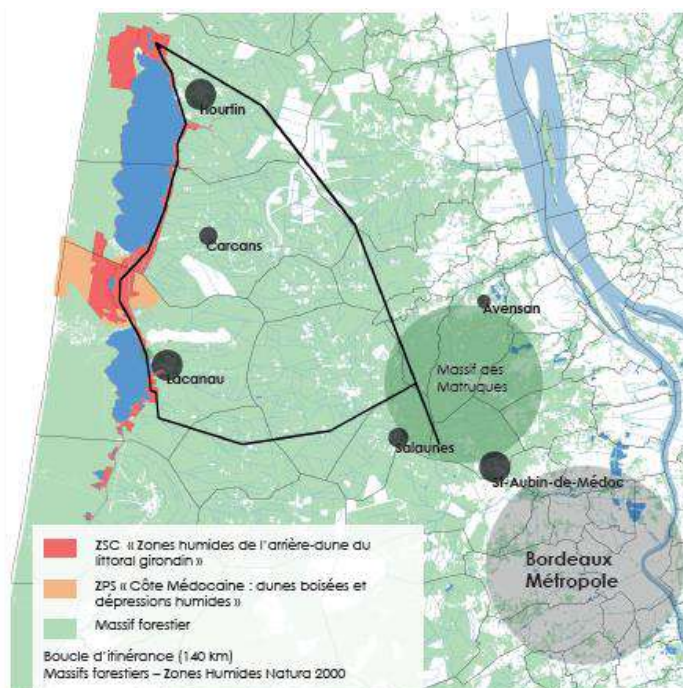 Hourtin
Carcans
Avensan
Massif des
Matruques
Lacanau
Salaunes
St-Aubin-de-Médoc
Bordeaux
Métropole
ZSC « Zones humides de l'arrière-dune du
littoral girondin »
ZPS « Côte Médocaine : dunes boisées et
dépressions humides »
Massif forestier
Boucle d'itinérance (140 km)
Massifs forestiers – Zones Humides Natura 2000